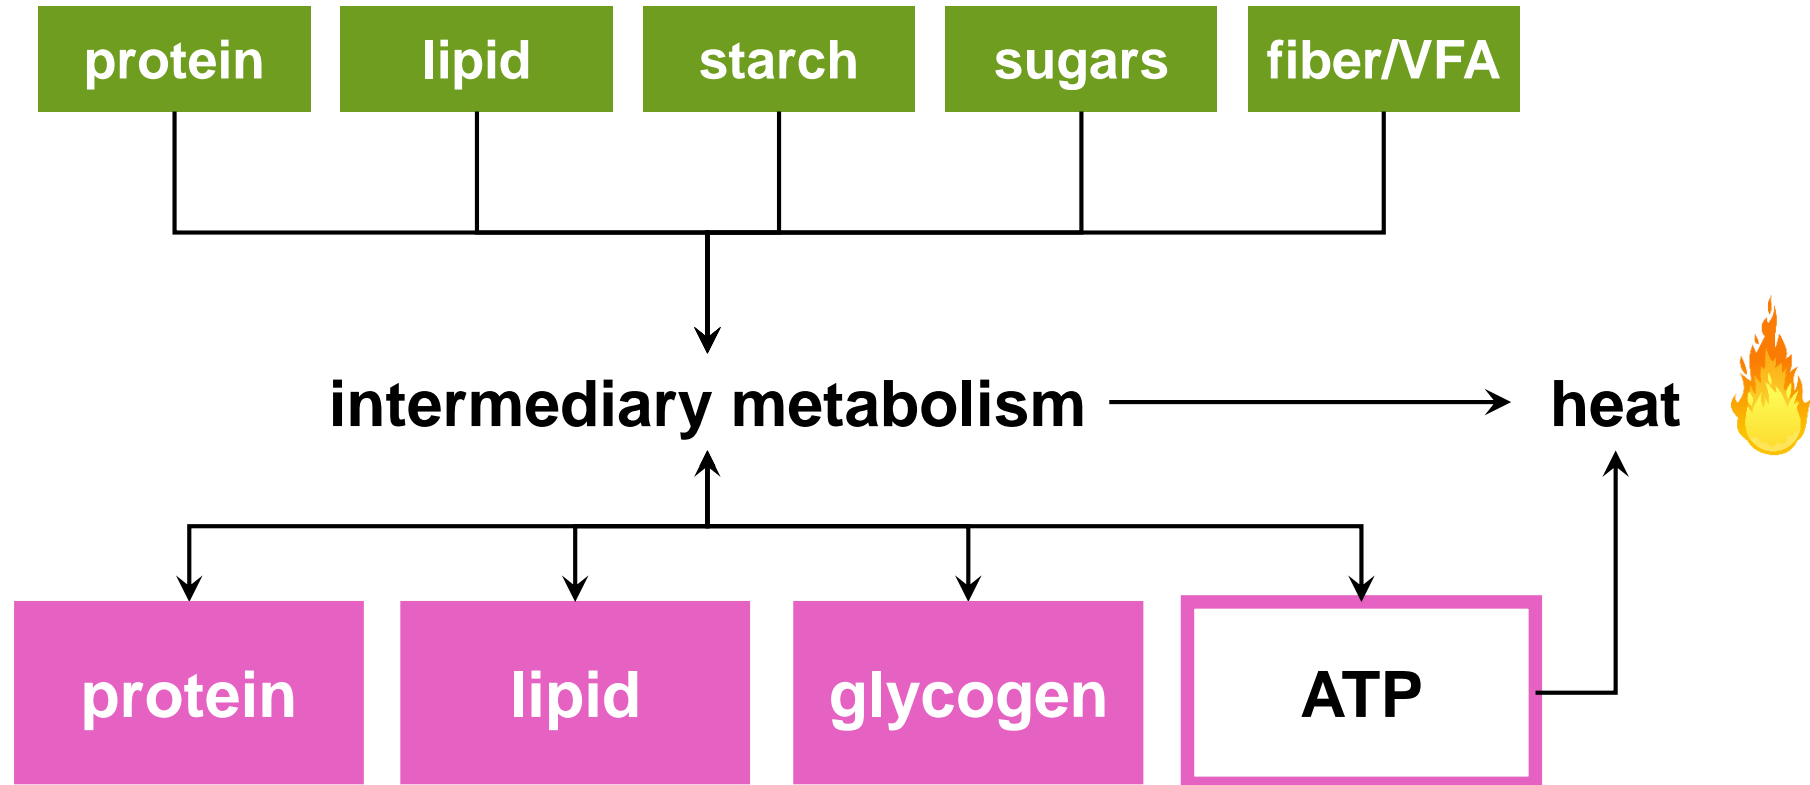 protein
lipid
starch
sugars
fiber/VFA
intermediary metabolism
heat
protein
lipid
glycogen
ATP